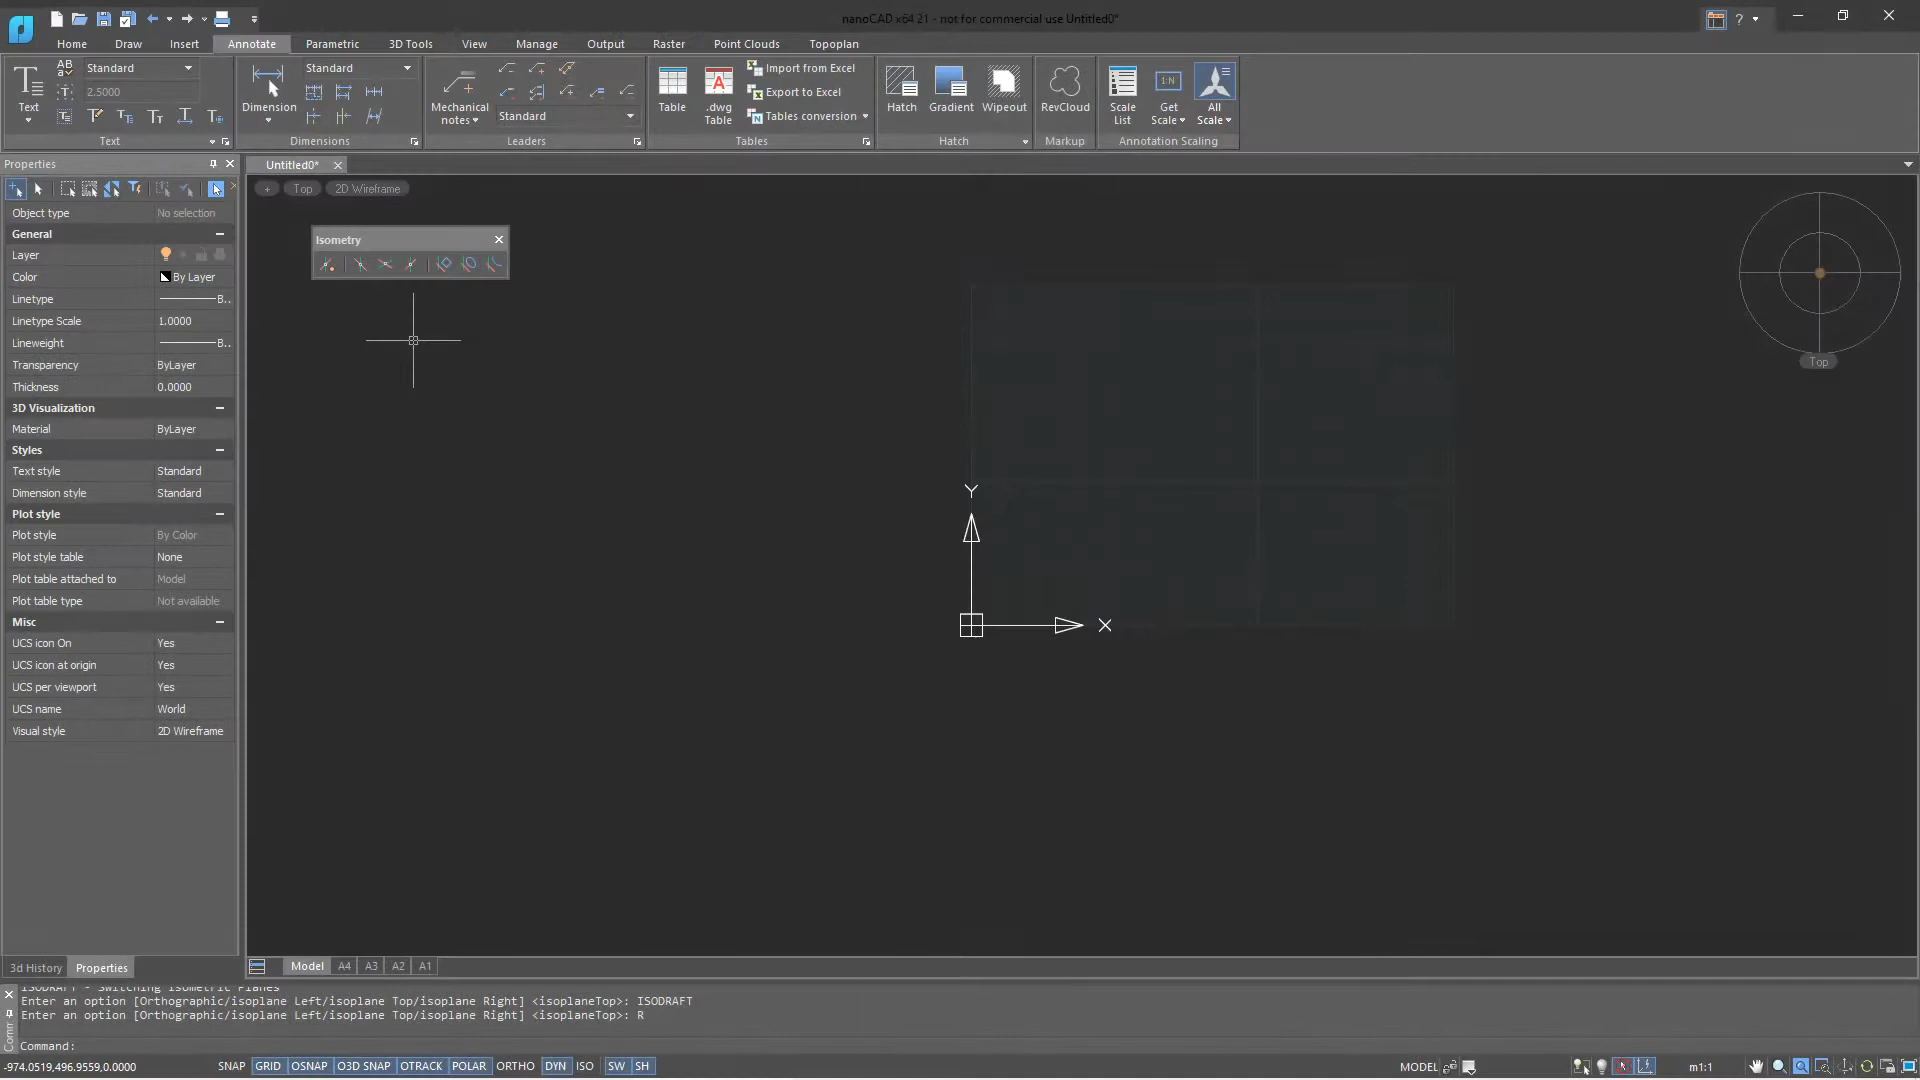 nanoCAD x64 21 - not for commercial use Untitled0*
?
Home Draw Insert Annotate Parametric 3D Tools View Manage Output Raster Point Clouds Topoplan
Text
Standard
2.5000
Text
Dimension
Standard
Dimensions
Mechanical
notes
Standard
Leaders
Table
.dwg
Table
Import from Excel
Export to Excel
Tables conversion
Tables
Hatch
Gradient
Wipeout
Hatch
RevCloud
Markup
Scale
List
Get
Scale
All
Scale
Annotation Scaling
Properties
Untitled0*
+ Top 2D Wireframe
Object type No selection
General
Layer
Color By Layer
Linetype B..
Linetype Scale 1.0000
Lineweight B..
Transparency ByLayer
Thickness 0.0000
3D Visualization
Material ByLayer
Styles
Text style Standard
Dimension style Standard
Plot style
Plot style By Color
Plot style table None
Plot table attached to Model
Plot table type Not available
Misc
UCS icon On Yes
UCS icon at origin Yes
UCS per viewport Yes
UCS name World
Visual style 2D Wireframe
Isometry
Top
Y
X
3d History Properties
Model A4 A3 A2 A1
ISODRAFT - Switching Isometric Planes
Enter an option [Orthographic/isoplane Left/isoplane Top/isoplane Right] <isoplaneTop>: ISODRAFT
Enter an option [Orthographic/isoplane Left/isoplane Top/isoplane Right] <isoplaneTop>: R
Command:
-974.0519,496.9559,0.0000 SNAP GRID OSNAP O3D SNAP OTRACK POLAR ORTHO DYN ISO SW SH MODEL m1:1